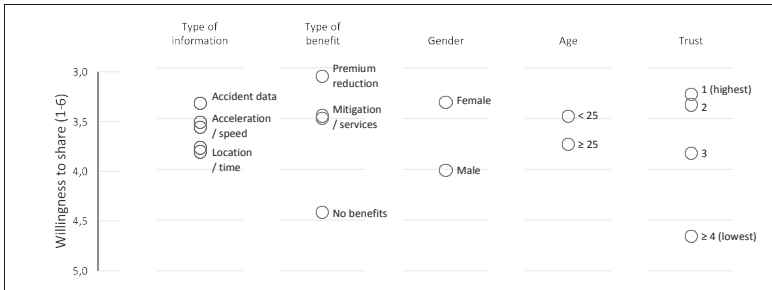 Type of information
Type of benefit
Gender
Age
Trust
Willingness to share (1-6)
3,0
3,5
4,0
4,5
5,0
Accident data
Acceleration
/ speed
Location
/ time
Premium
reduction
Mitigation
/ services
No benefits
Female
Male
< 25
≥ 25
1 (highest)
2
3
≥ 4 (lowest)